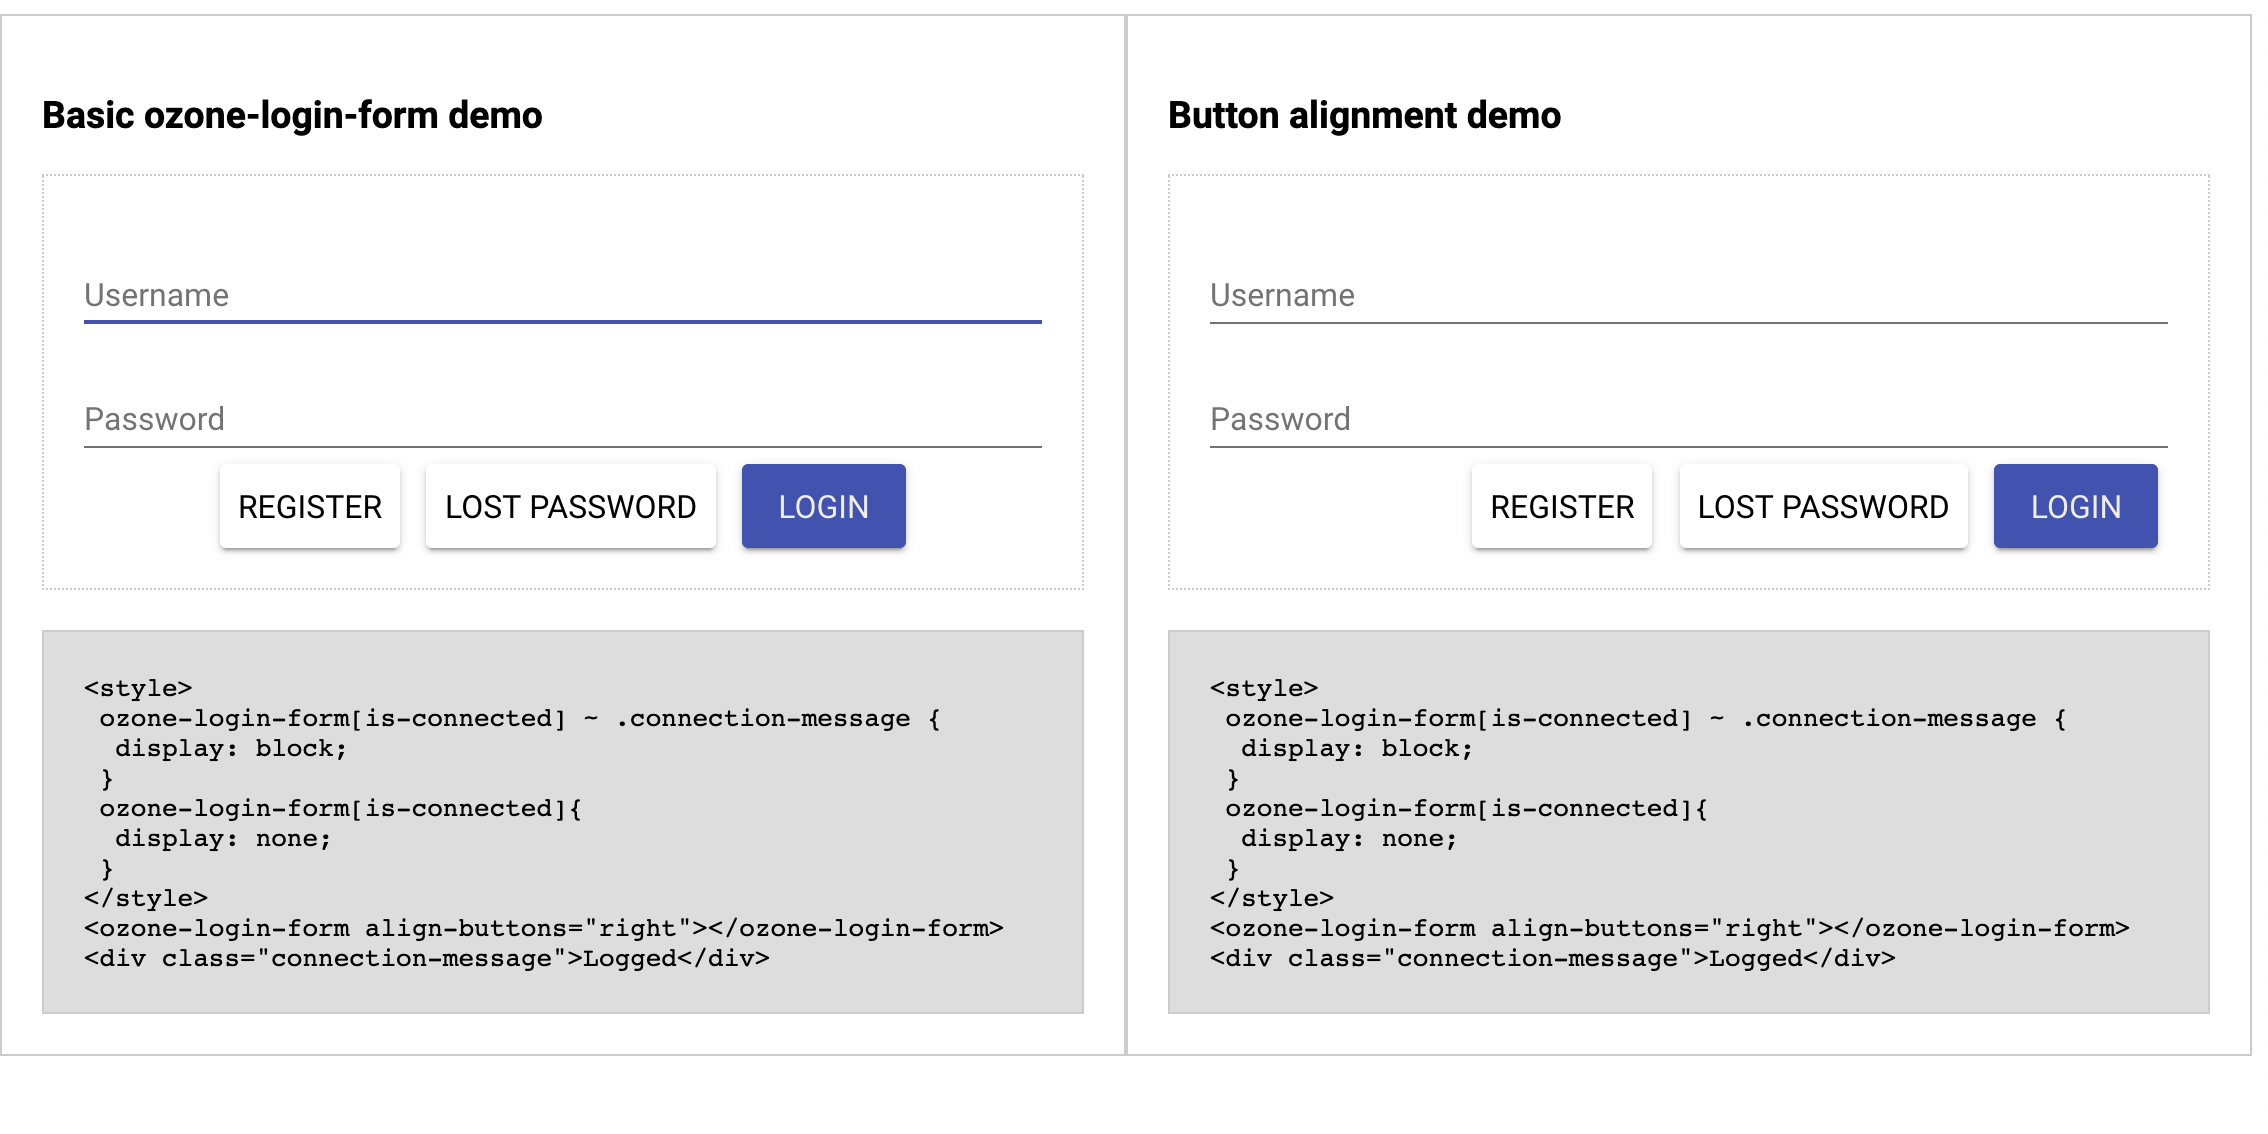 Basic ozone-login-form demo
Username
Password
REGISTER LOST PASSWORD LOGIN
<style>
 ozone-login-form[is-connected] ~ .connection-message {
  display: block;
 }
 ozone-login-form[is-connected]{
  display: none;
 }
</style>
<ozone-login-form align-buttons="right"></ozone-login-form>
<div class="connection-message">Logged</div>
Button alignment demo
Username
Password
REGISTER LOST PASSWORD LOGIN
<style>
 ozone-login-form[is-connected] ~ .connection-message {
  display: block;
 }
 ozone-login-form[is-connected]{
  display: none;
 }
</style>
<ozone-login-form align-buttons="right"></ozone-login-form>
<div class="connection-message">Logged</div>